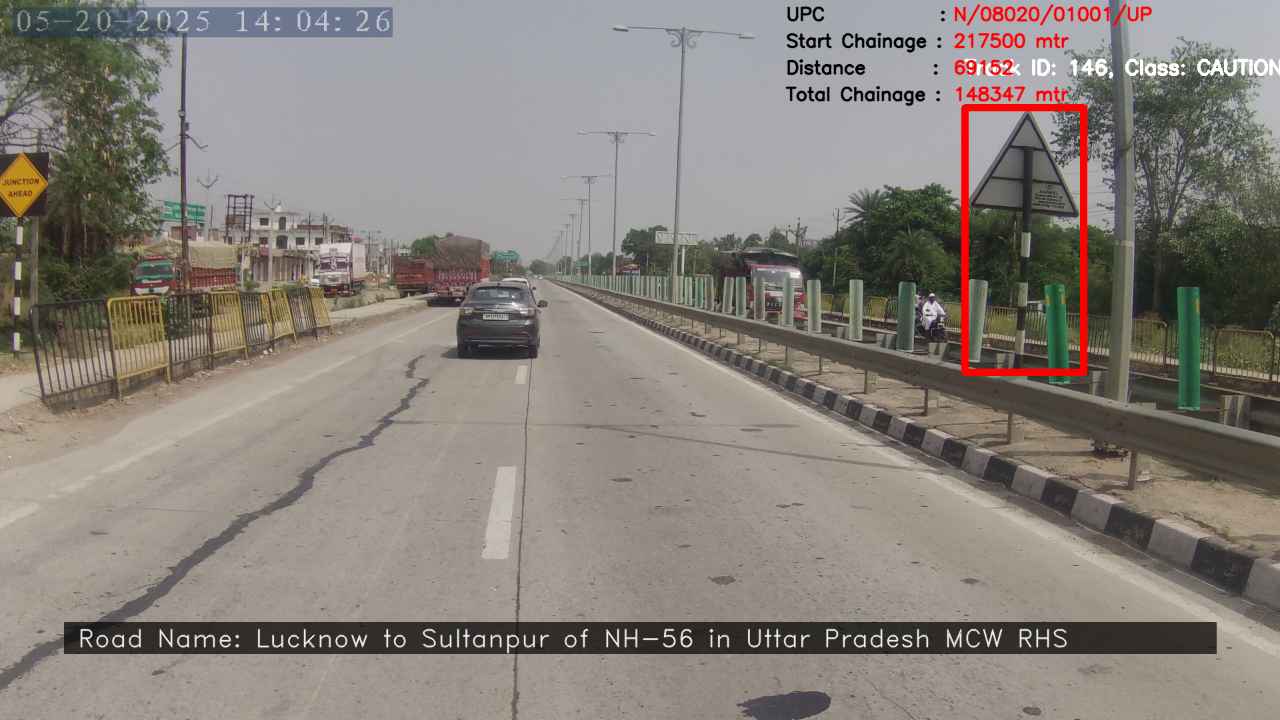 05-20-2025 14:04:26
UPC : N/08020/01001/UP
Start Chainage : 217500 mtr
Distance : 69152
ID: 146, Class: CAUTION
Total Chainage : 148347 mtr
JUNCTION
AHEAD
Road Name: Lucknow to Sultanpur of NH-56 in Uttar Pradesh MCW RHS